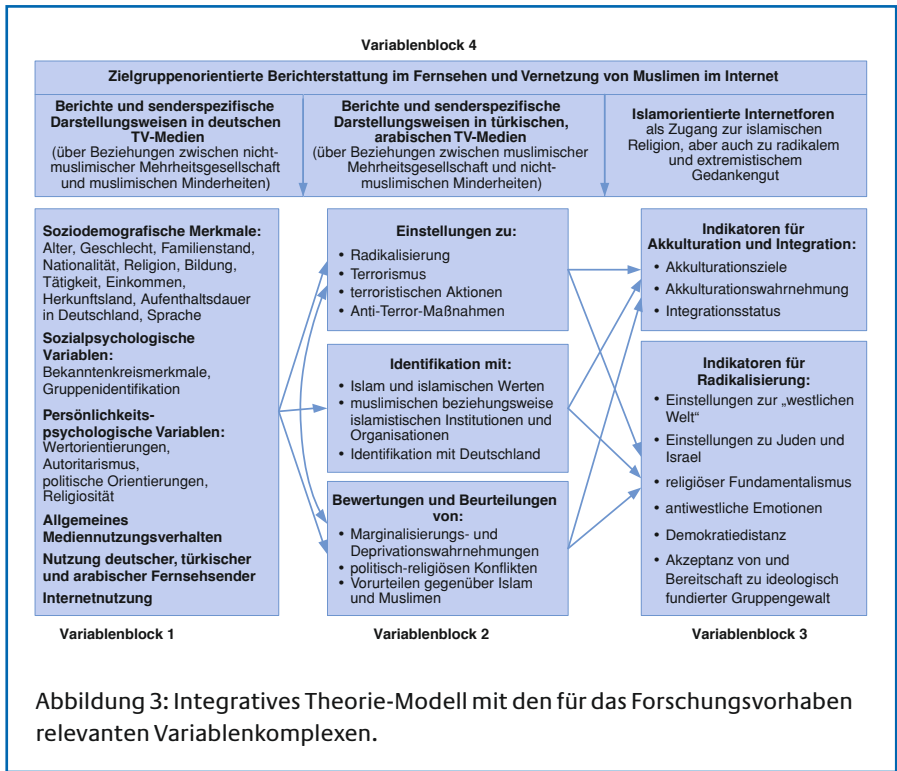 Variablenblock 4
Zielgruppenorientierte Berichterstattung im Fernsehen und Vernetzung von Muslimen im Internet
Berichte und senderspezifische
Darstellungsweisen in deutschen
TV-Medien
(über Beziehungen zwischen nicht-
muslimischer Mehrheitsgesellschaft
und muslimischen Minderheiten)
Berichte und senderspezifische
Darstellungsweisen in türkischen,
arabischen TV-Medien
(über Beziehungen zwischen muslimischer
Mehrheitsgesellschaft und nicht-
muslimischen Minderheiten)
Islamorientierte Internetforen
als Zugang zur islamischen
Religion, aber auch zu radikalem
und extremistischem
Gedankengut
Soziodemografische Merkmale:
Alter, Geschlecht, Familienstand,
Nationalität, Religion, Bildung,
Tätigkeit, Einkommen,
Herkunftsland, Aufenthaltsdauer
in Deutschland, Sprache
Sozialpsychologische
Variablen:
Bekanntenkreismerkmale,
Gruppenidentifikation
Persönlichkeits-
psychologische Variablen:
Wertorientierungen,
Autoritarismus,
politische Orientierungen,
Religiosität
Allgemeines
Mediennutzungsverhalten
Nutzung deutscher, türkischer
und arabischer Fernsehsender
Internetnutzung
Variablenblock 1
Einstellungen zu:
• Radikalisierung
• Terrorismus
• terroristischen Aktionen
• Anti-Terror-Maßnahmen
Identifikation mit:
• Islam und islamischen Werten
• muslimischen beziehungsweise
islamistischen Institutionen und
Organisationen
• Identifikation mit Deutschland
Bewertungen und Beurteilungen
von:
• Marginalisierungs- und
Deprivationswahrnehmungen
• politisch-religiösen Konflikten
• Vorurteilen gegenüber Islam
und Muslimen
Variablenblock 2
Indikatoren für
Akkulturation und Integration:
• Akkulturationsziele
• Akkulturationswahrnehmung
• Integrationsstatus
Indikatoren für
Radikalisierung:
• Einstellungen zur „westlichen
Welt“
• Einstellungen zu Juden und
Israel
• religiöser Fundamentalismus
• antiwestliche Emotionen
• Demokratiedistanz
• Akzeptanz von und
Bereitschaft zu ideologisch
fundierter Gruppengewalt
Variablenblock 3
Abbildung 3: Integratives Theorie-Modell mit den für das Forschungsvorhaben
relevanten Variablenkomplexen.